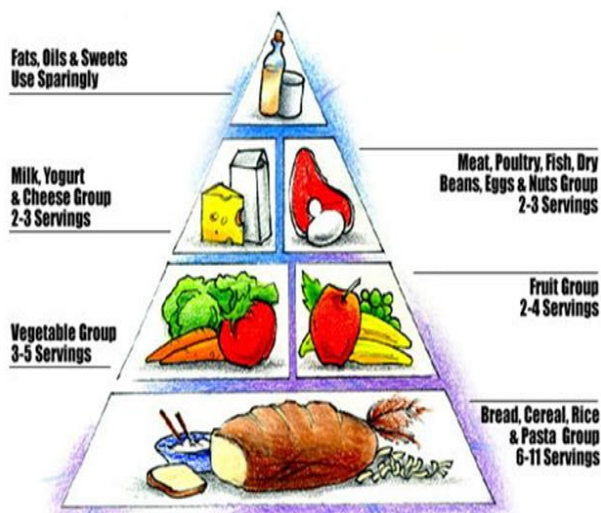 Fats, Oils & Sweets
Use Sparingly
Milk, Yogurt
& Cheese Group
2-3 Servings
Meat, Poultry, Fish, Dry
Beans, Eggs & Nuts Group
2-3 Servings
Vegetable Group
3-5 Servings
Fruit Group
2-4 Servings
Bread, Cereal, Rice
& Pasta Group
6-11 Servings